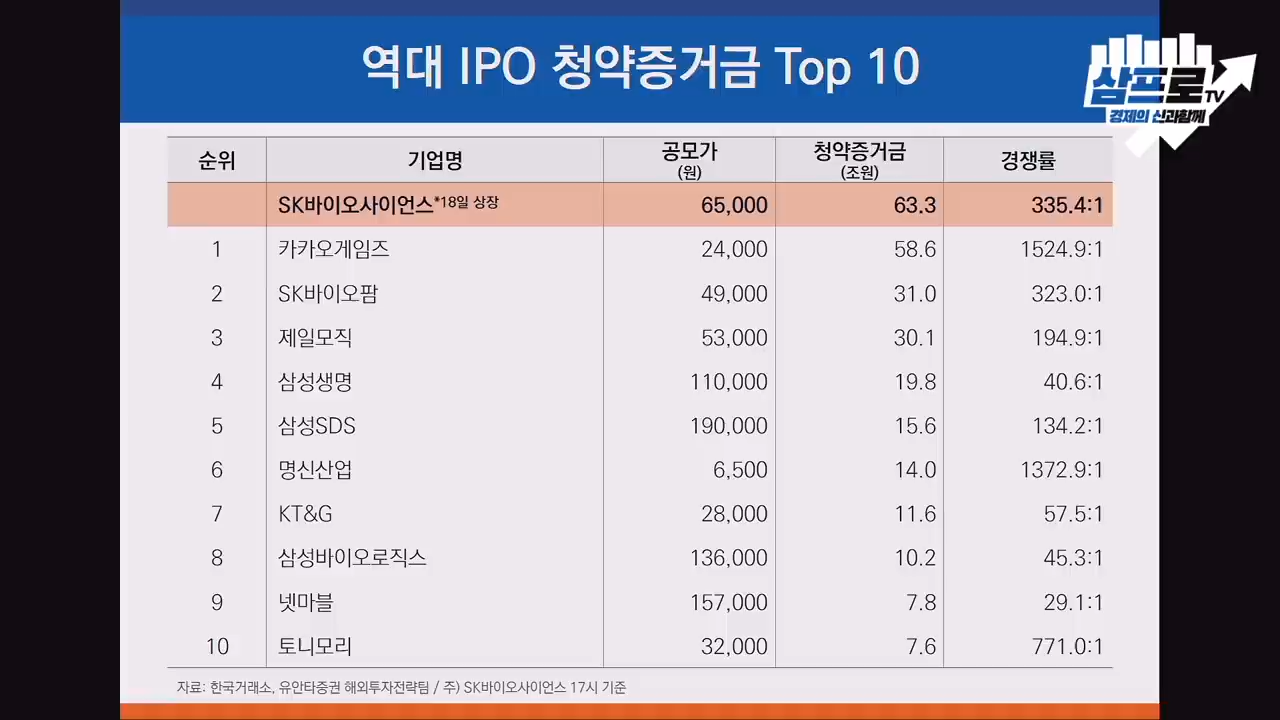 역대 IPO 청약증거금 Top 10
삼프로TV
경제의 신과함께
순위 기업명 공모가 (원) 청약증거금 (조원) 경쟁률
SK바이오사이언스*18일 상장 65,000 63.3 335.4:1
1 카카오게임즈 24,000 58.6 1524.9:1
2 SK바이오팜 49,000 31.0 323.0:1
3 제일모직 53,000 30.1 194.9:1
4 삼성생명 110,000 19.8 40.6:1
5 삼성SDS 190,000 15.6 134.2:1
6 명신산업 6,500 14.0 1372.9:1
7 KT&G 28,000 11.6 57.5:1
8 삼성바이오로직스 136,000 10.2 45.3:1
9 넷마블 157,000 7.8 29.1:1
10 토니모리 32,000 7.6 771.0:1
자료: 한국거래소, 유안타증권 해외투자전략팀 / 주) SK바이오사이언스 17시 기준